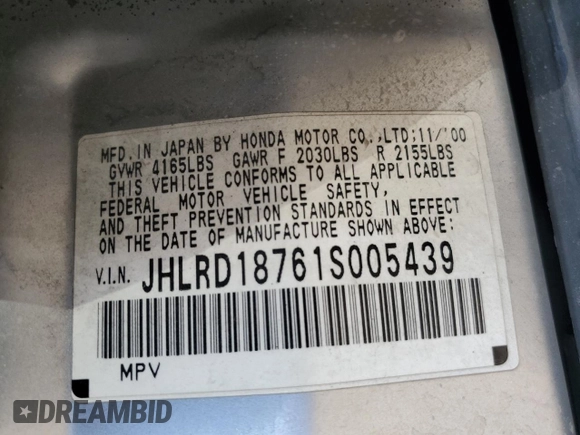 MFD. IN JAPAN BY HONDA MOTOR CO.,LTD:11/'00
GVWR 4165LBS GAWR F 2030LBS R 2155LBS
THIS VEHICLE CONFORMS TO ALL APPLICABLE
FEDERAL MOTOR VEHICLE SAFETY,
AND THEFT PREVENTION STANDARDS IN EFFECT
ON THE DATE OF MANUFACTURE SHOWN ABOVE:
V.I.N. JHLRD18761S005439
MPV
DREAMBID